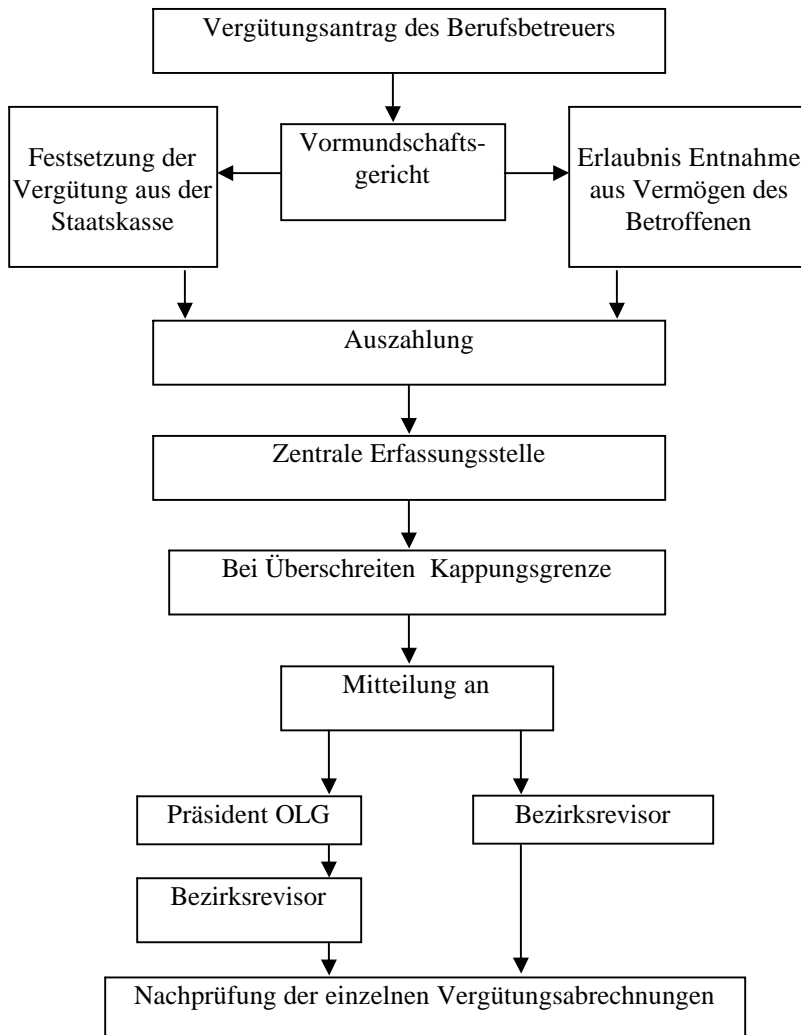 Vergütungsantrag des Berufsbetreuers
Festsetzung der
Vergütung aus der
Staatskasse
Vormundschafts-
gericht
Erlaubnis Entnahme
aus Vermögen des
Betroffenen
Auszahlung
Zentrale Erfassungsstelle
Bei Überschreiten Kappungsgrenze
Mitteilung an
Präsident OLG
Bezirksrevisor
Bezirksrevisor
Nachprüfung der einzelnen Vergütungsabrechnungen